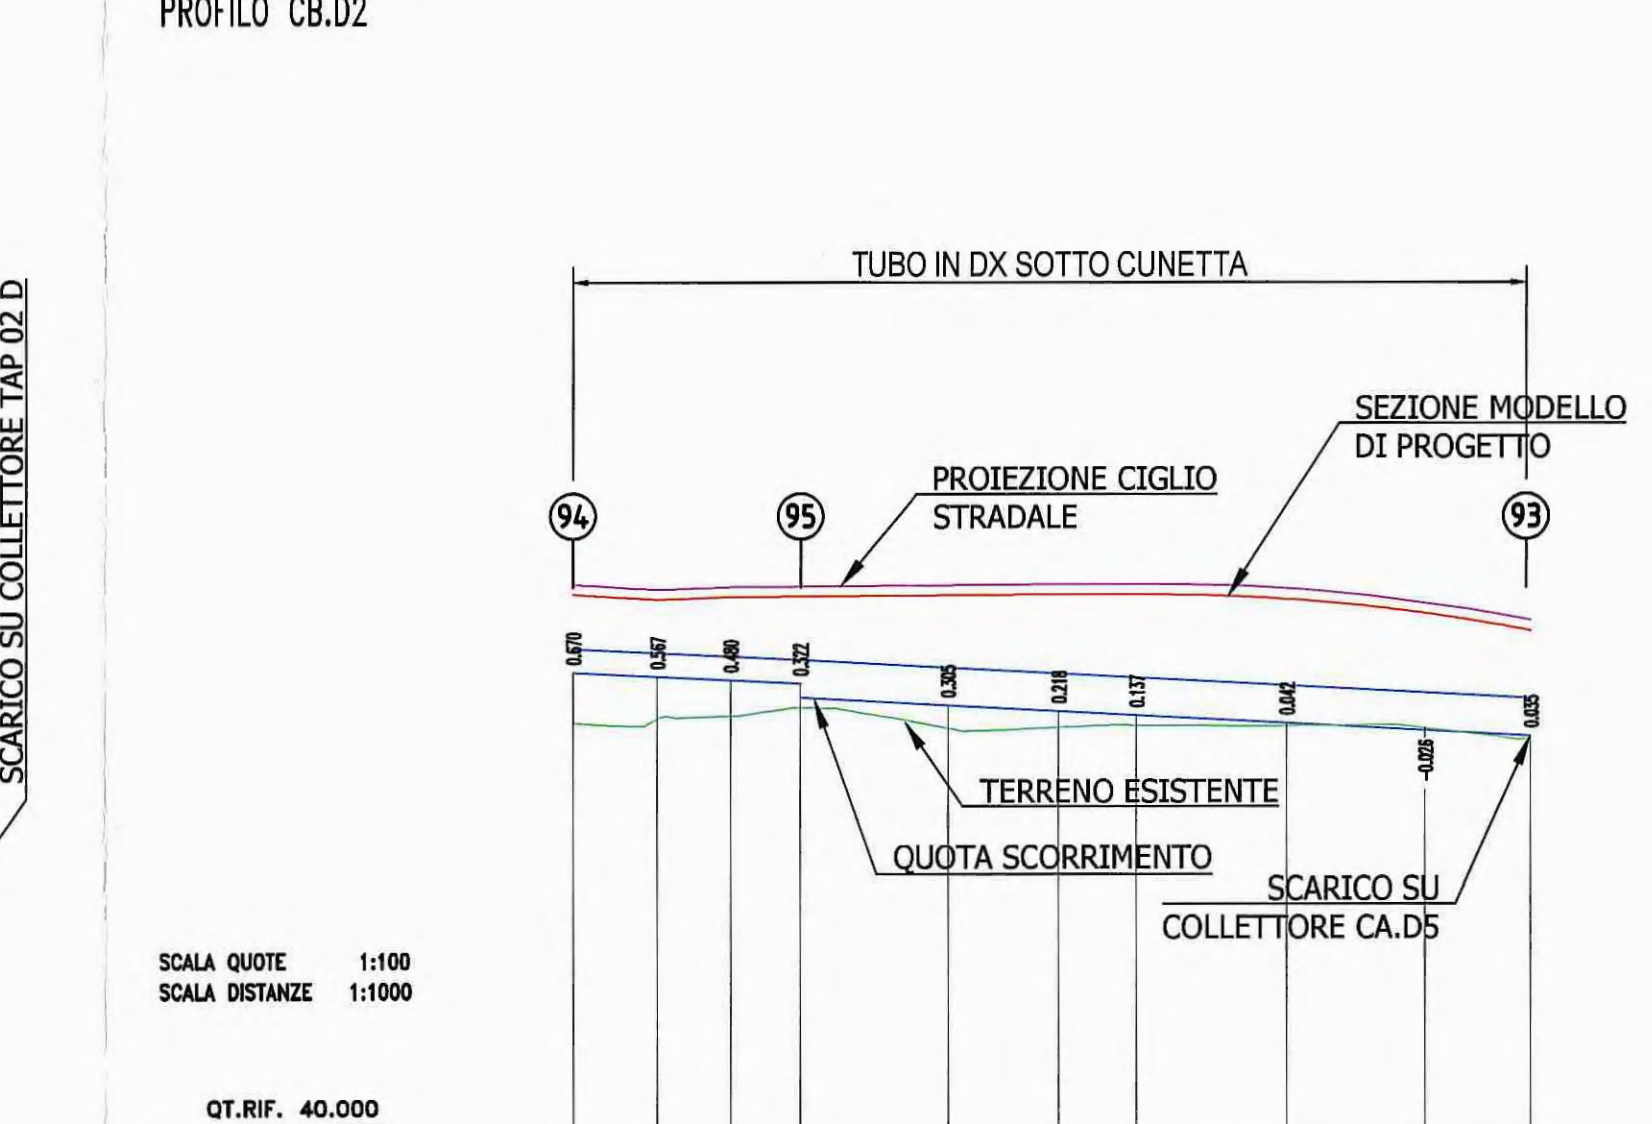 PROFILO CB.D2
SCARICO SU COLLETTORE TAP 02 D
TUBO IN DX SOTTO CUNETTA
SEZIONE MODELLO
DI PROGETTO
PROIEZIONE CIGLIO
STRADALE
94
95
93
0.670
0.567
0.480
0.322
0.305
0.218
0.137
0.042
-0.026
0.035
TERRENO ESISTENTE
QUOTA SCORRIMENTO
SCARICO SU
COLLETTORE CA.D5
SCALA QUOTE 1:100
SCALA DISTANZE 1:1000
QT.RIF. 40.000